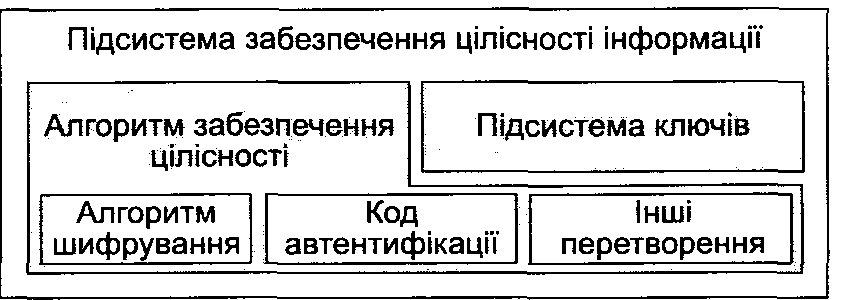 Підсистема забезпечення цілісності інформації
Алгоритм забезпечення
цілісності
Підсистема ключів
Алгоритм
шифрування
Код
автентифікації
Інші
перетворення